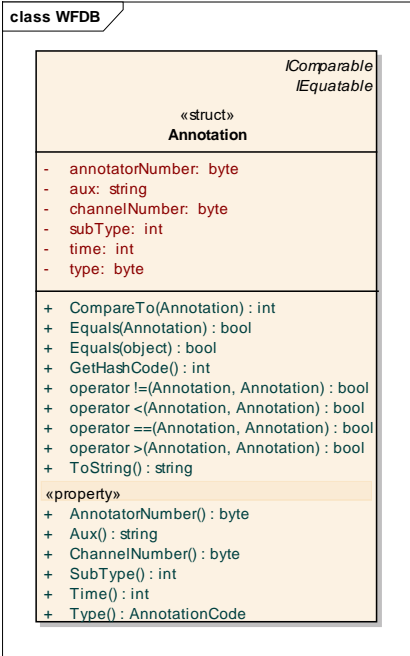 class WFDB
IComparable
IEquatable
«struct»
Annotation
- annotatorNumber: byte
- aux: string
- channelNumber: byte
- subType: int
- time: int
- type: byte
+ CompareTo(Annotation) : int
+ Equals(Annotation) : bool
+ Equals(object) : bool
+ GetHashCode() : int
+ operator !=(Annotation, Annotation) : bool
+ operator <(Annotation, Annotation) : bool
+ operator ==(Annotation, Annotation) : bool
+ operator >(Annotation, Annotation) : bool
+ ToString() : string
«property»
+ AnnotatorNumber() : byte
+ Aux() : string
+ ChannelNumber() : byte
+ SubType() : int
+ Time() : int
+ Type() : AnnotationCode